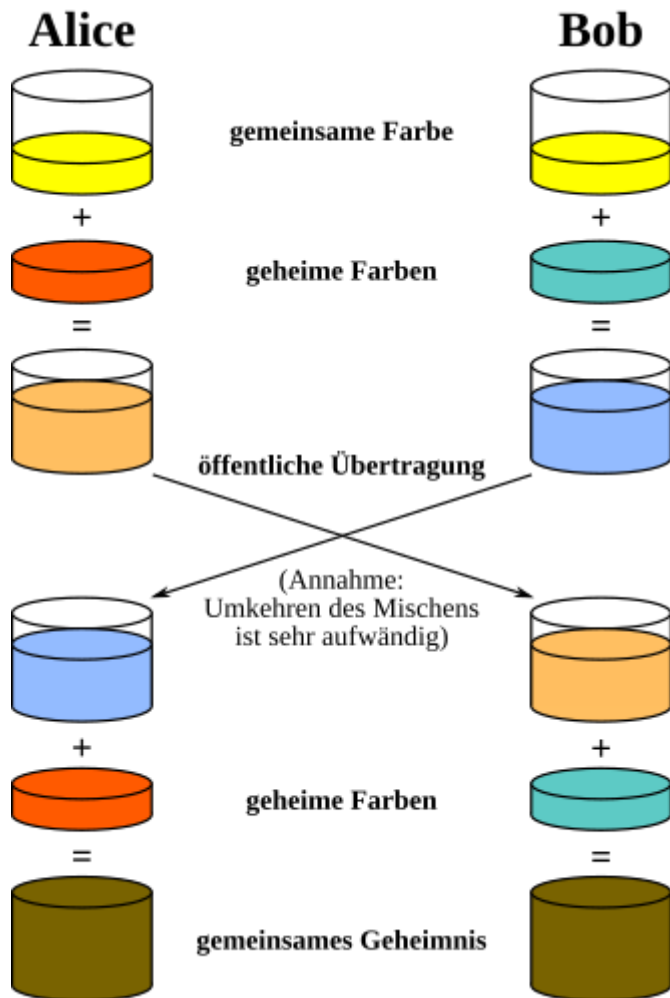 Alice
Bob
gemeinsame Farbe
+
+
geheime Farben
=
=
öffentliche Übertragung
(Annahme:
Umkehren des Mischens
ist sehr aufwändig)
+
+
geheime Farben
=
=
gemeinsames Geheimnis